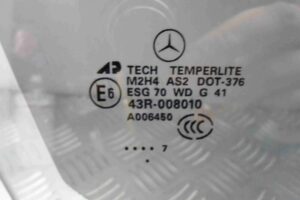 AP TECH TEMPERLITE
M2H4 AS2 DOT-376
E6 ESG 70 WD G 41
43R-008010
A006450
CCC
.... 7